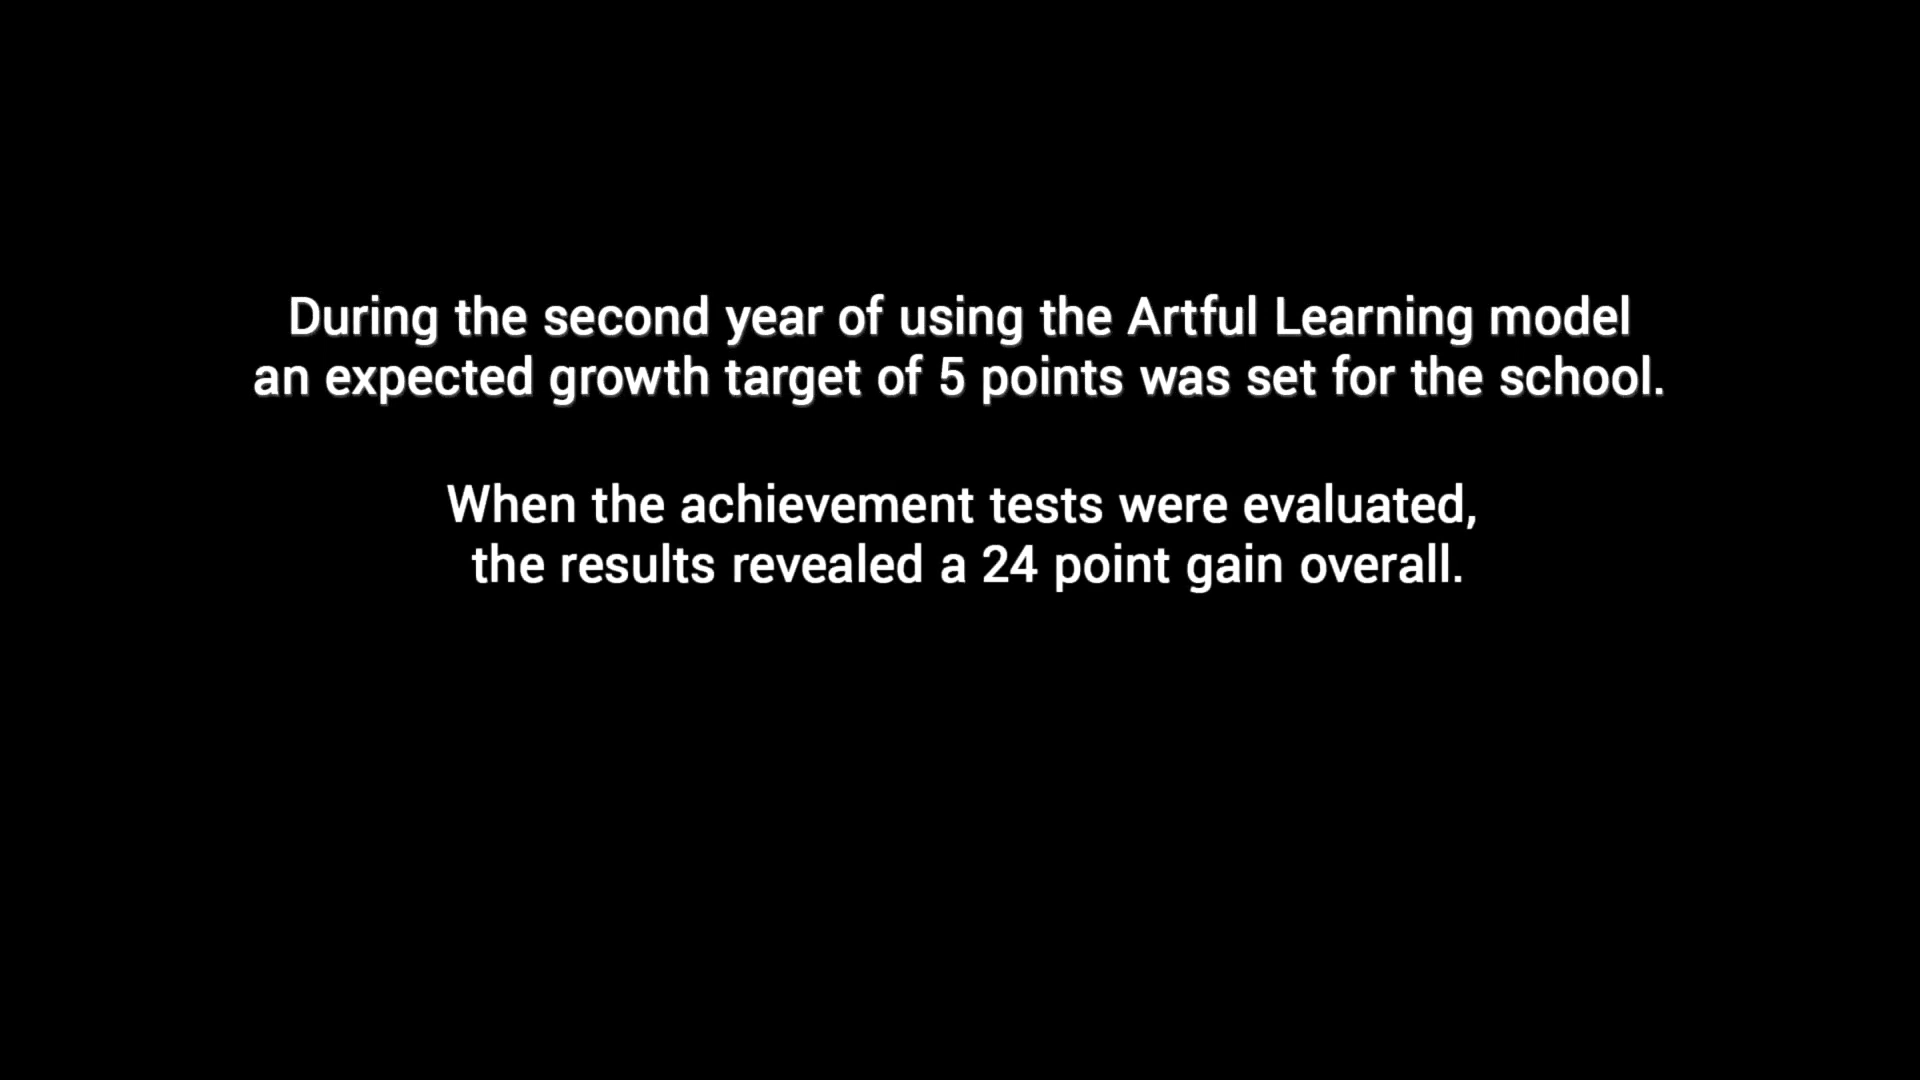 During the second year of using the Artful Learning model
an expected growth target of 5 points was set for the school.
When the achievement tests were evaluated,
the results revealed a 24 point gain overall.